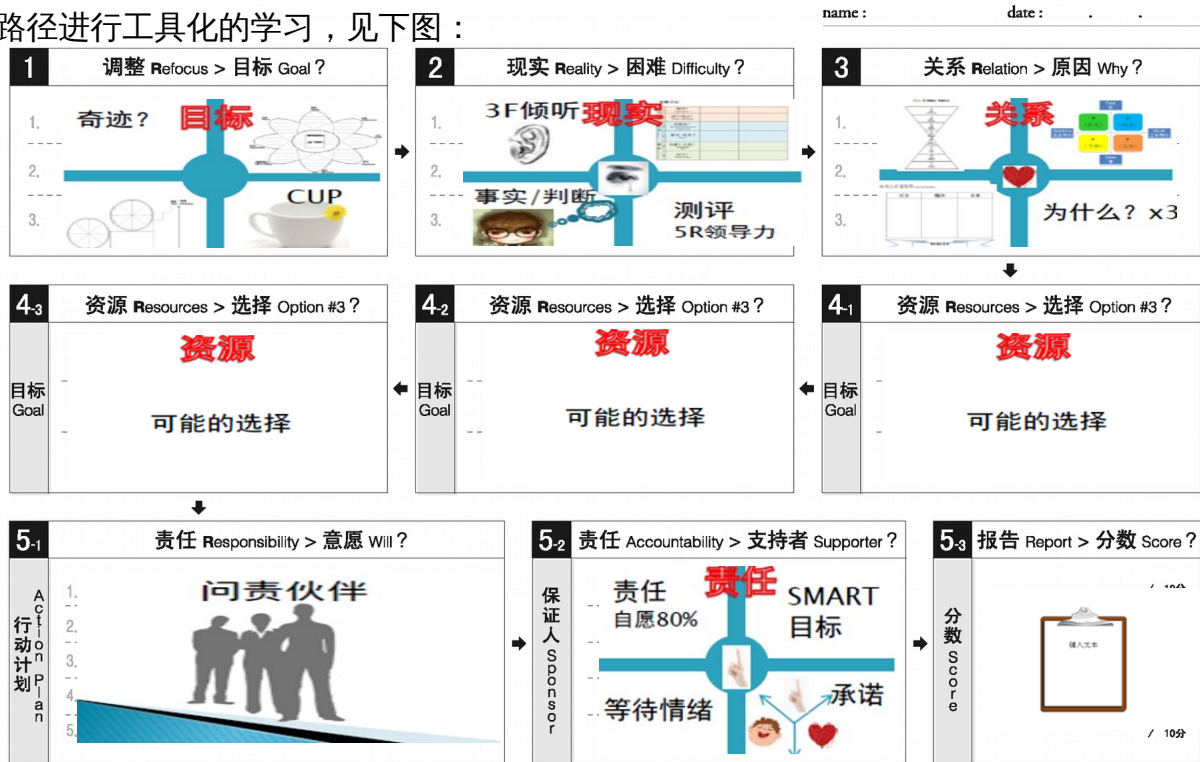 name : date : . .
路径进行工具化的学习，见下图：
1 调整 Refocus > 目标 Goal？
奇迹？
目标
1.
2.
3.
CUP
2 现实 Reality > 困难 Difficulty？
3F倾听
现实
1.
2.
3.
事实/判断
测评
5R领导力
3 关系 Relation > 原因 Why？
关系
1.
2.
3.
为什么？x3
4-3 资源 Resources > 选择 Option #3？
资源
目标
Goal
可能的选择
4-2 资源 Resources > 选择 Option #3？
资源
目标
Goal
可能的选择
4-1 资源 Resources > 选择 Option #3？
资源
目标
Goal
可能的选择
5-1 责任 Responsibility > 意愿 Will？
行动计划
Action Plan
问责伙伴
1.
2.
3.
4.
5.
5-2 责任 Accountability > 支持者 Supporter？
保证人 Sponsor
责任
责任
自愿80%
SMART
目标
等待情绪
承诺
5-3 报告 Report > 分数 Score？
分数 Score
键入文本
/ 10分